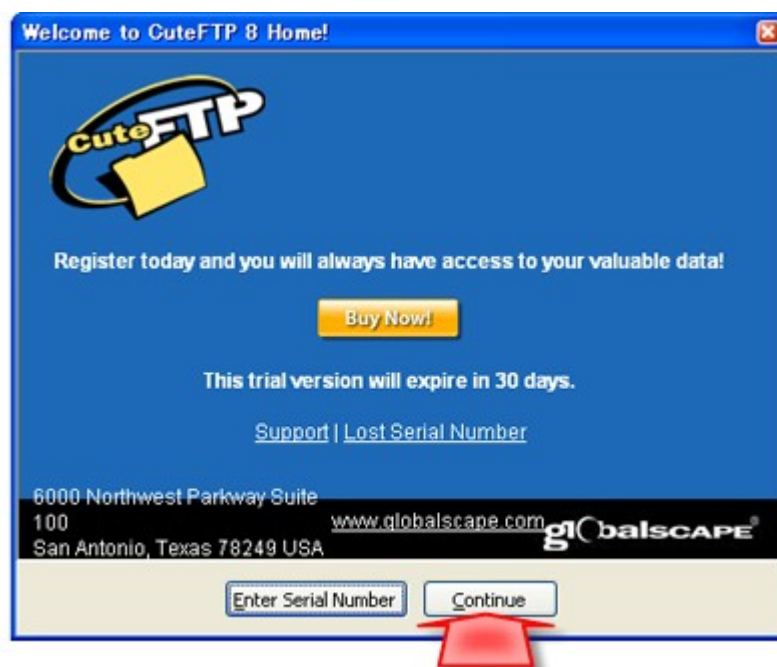 Welcome to CuteFTP 8 Home!
Cute FTP
Register today and you will always have access to your valuable data!
Buy Now!
This trial version will expire in 30 days.
Support | Lost Serial Number
6000 Northwest Parkway Suite
100
San Antonio, Texas 78249 USA
www.globalscape.com
globalSCAPE®
Enter Serial Number
Continue